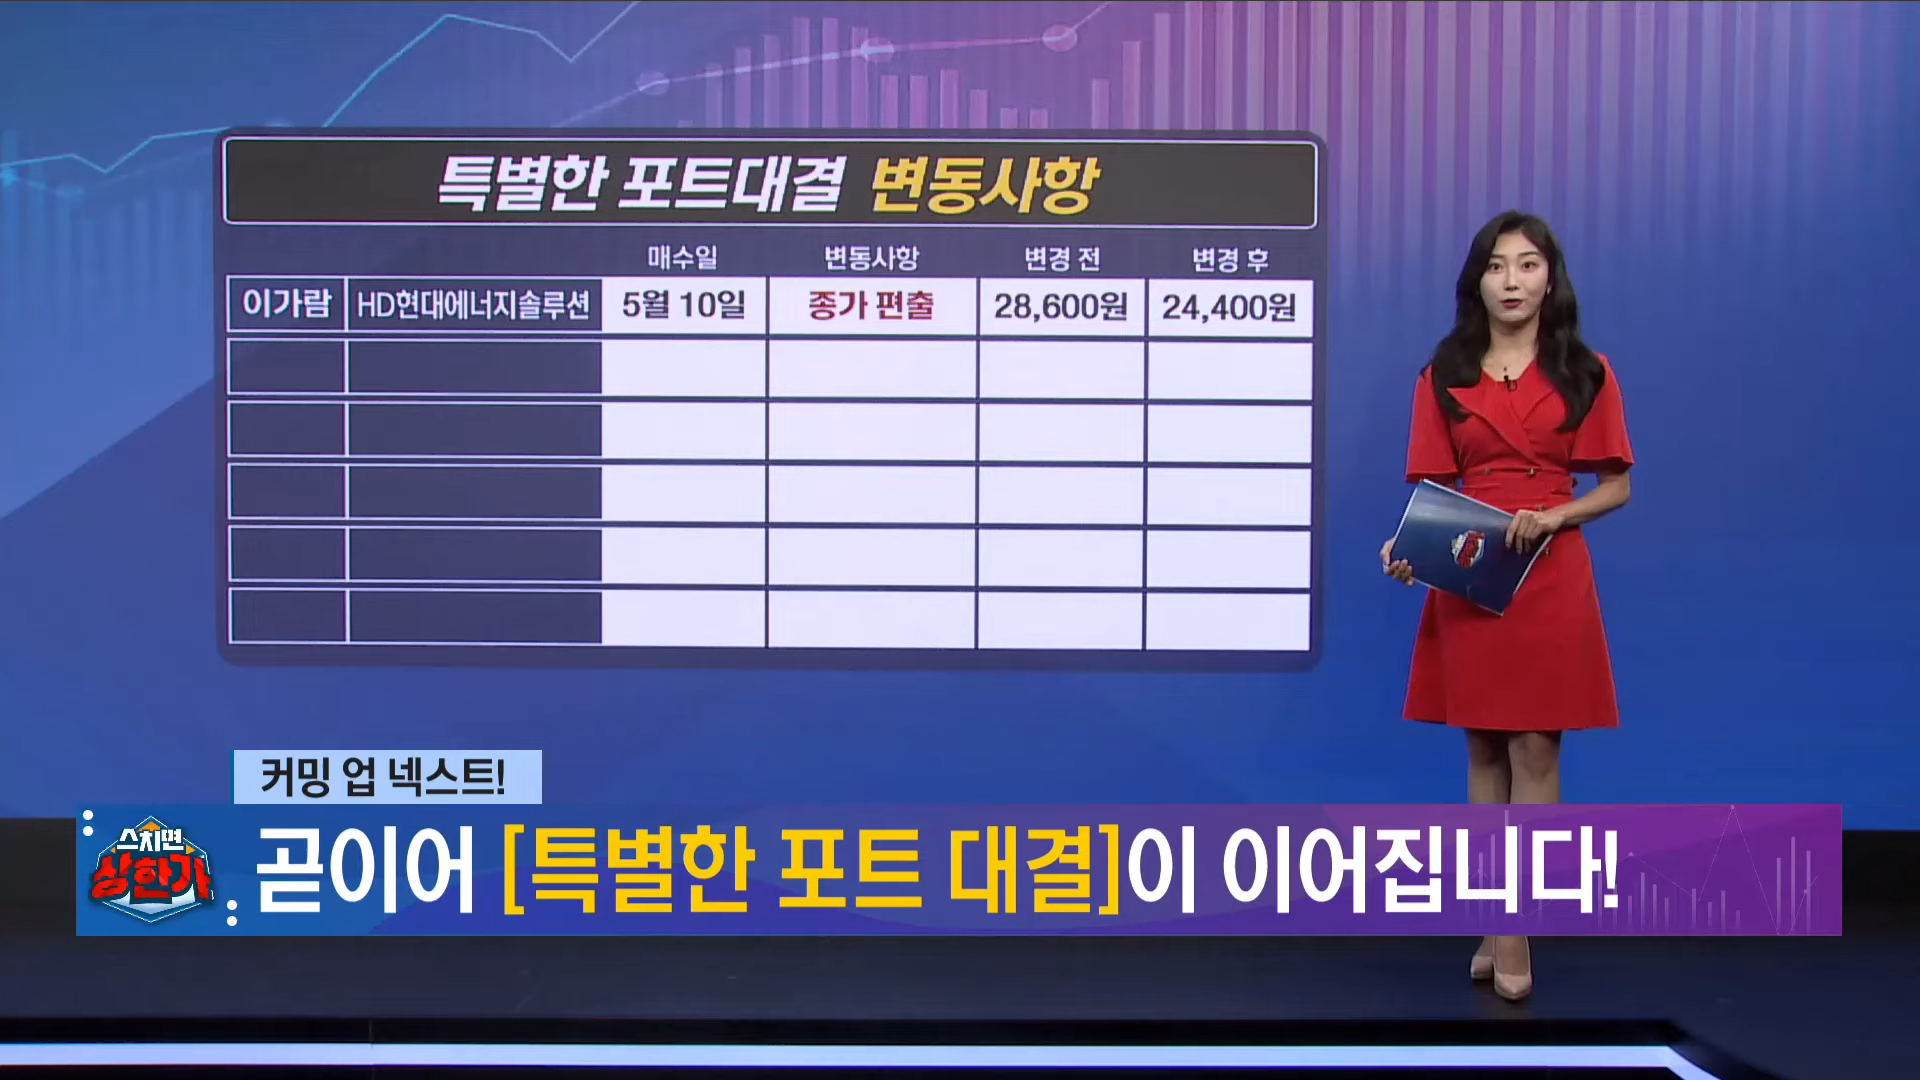 특별한 포트대결 변동사항
매수일 변동사항 변경 전 변경 후
이가람 HD현대에너지솔루션 5월 10일 종가 편출 28,600원 24,400원
커밍 업 넥스트!
스치면
상한가
곧이어 [특별한 포트 대결]이 이어집니다!